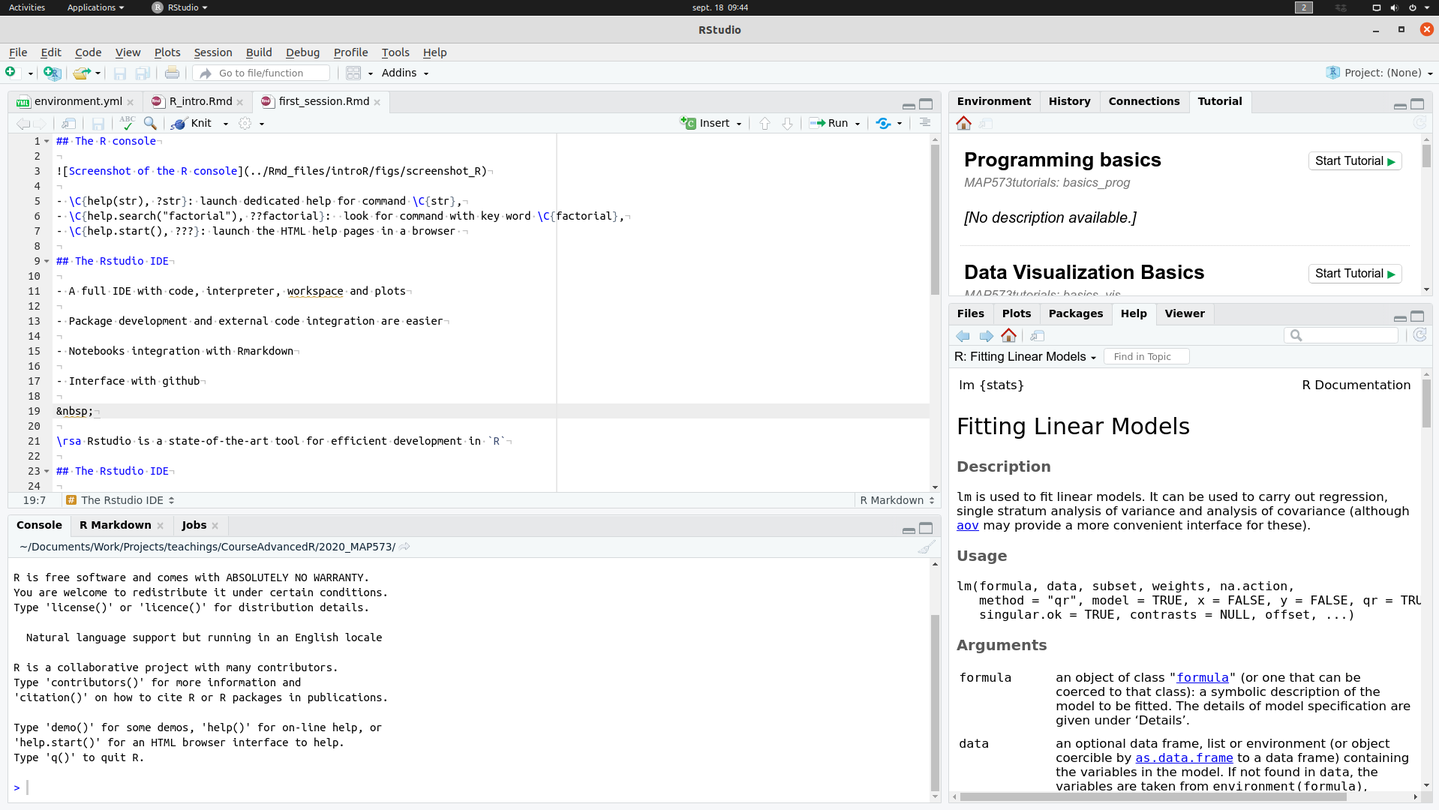 Activities Applications RStudio sept. 18 09:44 2
RStudio
File Edit Code View Plots Session Build Debug Profile Tools Help
Go to file/function Addins Project: (None)
environment.yml R_intro.Rmd first_session.Rmd
ABC Knit Insert Run
1 ## The R console
2
3 ![Screenshot of the R console](../Rmd_files/introR/figs/screenshot_R)
4
5 - \C{help(str), ?str}: launch dedicated help for command \C{str},
6 - \C{help.search("factorial"), ??factorial}:  look for command with key word \C{factorial},
7 - \C{help.start(), ???}: launch the HTML help pages in a browser
8
9 ## The Rstudio IDE
10
11 - A full IDE with code, interpreter, workspace and plots
12
13 - Package development and external code integration are easier
14
15 - Notebooks integration with Rmarkdown
16
17 - Interface with github
18
19 &nbsp;
20
21 \rsa Rstudio is a state-of-the-art tool for efficient development in `R`
22
23 ## The Rstudio IDE
24
19:7 # The Rstudio IDE R Markdown
Console R Markdown Jobs
~/Documents/Work/Projects/teachings/CourseAdvancedR/2020_MAP573/
R is free software and comes with ABSOLUTELY NO WARRANTY.
You are welcome to redistribute it under certain conditions.
Type 'license()' or 'licence()' for distribution details.
Natural language support but running in an English locale
R is a collaborative project with many contributors.
Type 'contributors()' for more information and
'citation()' on how to cite R or R packages in publications.
Type 'demo()' for some demos, 'help()' for on-line help, or
'help.start()' for an HTML browser interface to help.
Type 'q()' to quit R.
>
Environment History Connections Tutorial
Programming basics Start Tutorial
MAP573tutorials: basics_prog
[No description available.]
Data Visualization Basics Start Tutorial
MAP573tutorials: basics_vis
Files Plots Packages Help Viewer
R: Fitting Linear Models Find in Topic
lm {stats} R Documentation
Fitting Linear Models
Description
lm is used to fit linear models. It can be used to carry out regression,
single stratum analysis of variance and analysis of covariance (although
aov may provide a more convenient interface for these).
Usage
lm(formula, data, subset, weights, na.action,
method = "qr", model = TRUE, x = FALSE, y = FALSE, qr = TRU
singular.ok = TRUE, contrasts = NULL, offset, ...)
Arguments
formula an object of class "formula" (or one that can be
coerced to that class): a symbolic description of the
model to be fitted. The details of model specification are
given under ‘Details’.
data an optional data frame, list or environment (or object
coercible by as.data.frame to a data frame) containing
the variables in the model. If not found in data, the
variables are taken from environment(formula),